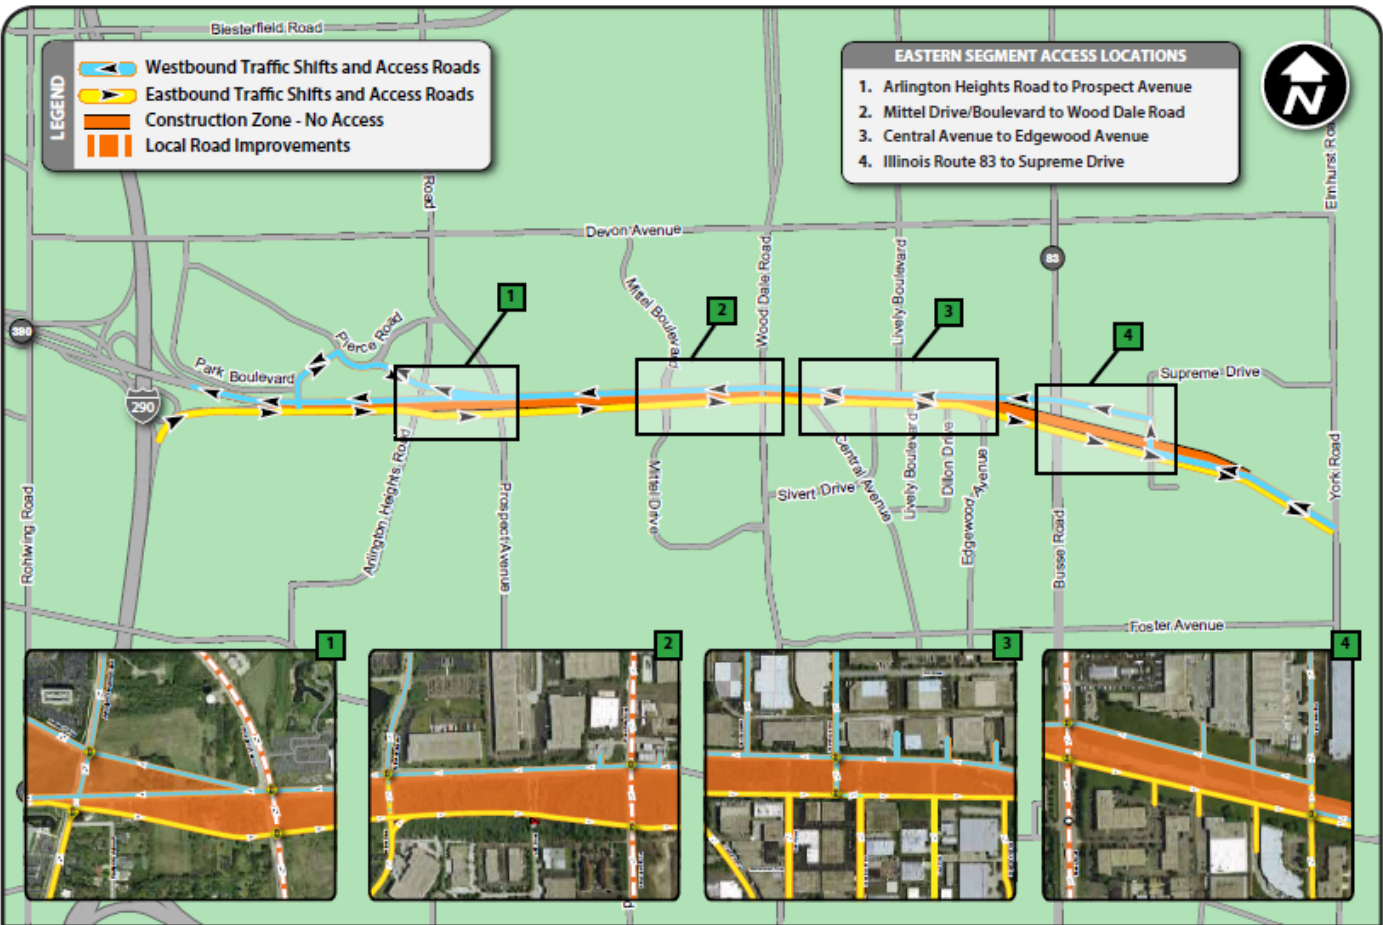 Biesterfield Road
LEGEND
Westbound Traffic Shifts and Access Roads
Eastbound Traffic Shifts and Access Roads
Construction Zone - No Access
Local Road Improvements
EASTERN SEGMENT ACCESS LOCATIONS
1. Arlington Heights Road to Prospect Avenue
2. Mittel Drive/Boulevard to Wood Dale Road
3. Central Avenue to Edgewood Avenue
4. Illinois Route 83 to Supreme Drive
N
Elmhurst Road
Road
Devon Avenue
83
Mittel Boulevard
Wood Dale Road
Lively Boulevard
1
2
3
4
390
Pierce Road
Park Boulevard
Supreme Drive
290
Rohlwing Road
Arlington Heights Road
Prospect Avenue
Mittel Drive
Sivert Drive
Central Avenue
Lively Boulevard
Dillon Drive
Edgewood Avenue
Busse Road
York Road
Foster Avenue
1
2
3
4